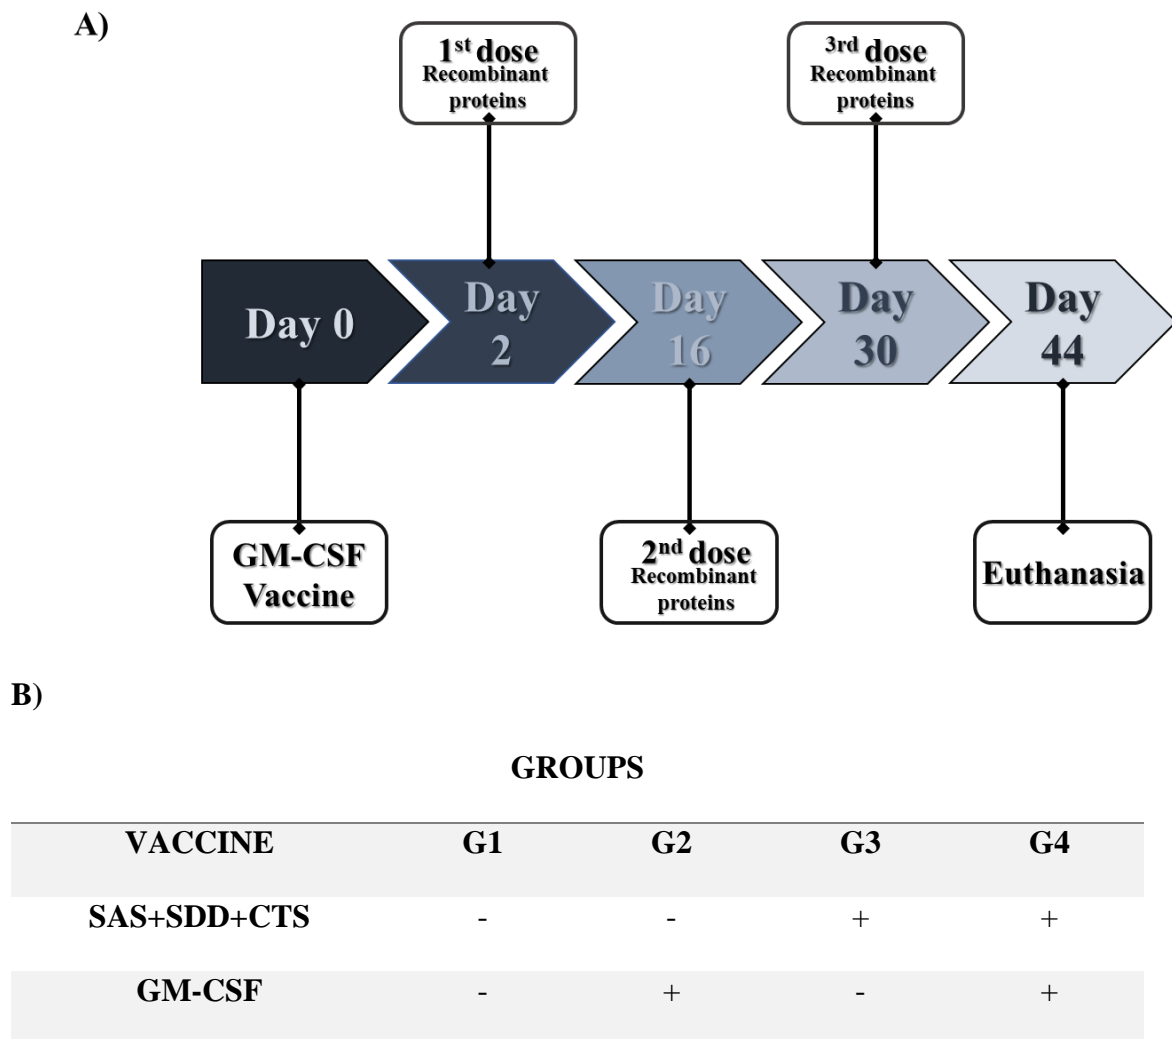 A)
1st dose
Recombinant
proteins
3rd dose
Recombinant
proteins
Day 0
Day
2
Day
16
Day
30
Day
44
GM-CSF
Vaccine
2nd dose
Recombinant
proteins
Euthanasia
B)
GROUPS
VACCINE G1 G2 G3 G4
SAS+SDD+CTS - - + +
GM-CSF - + - +